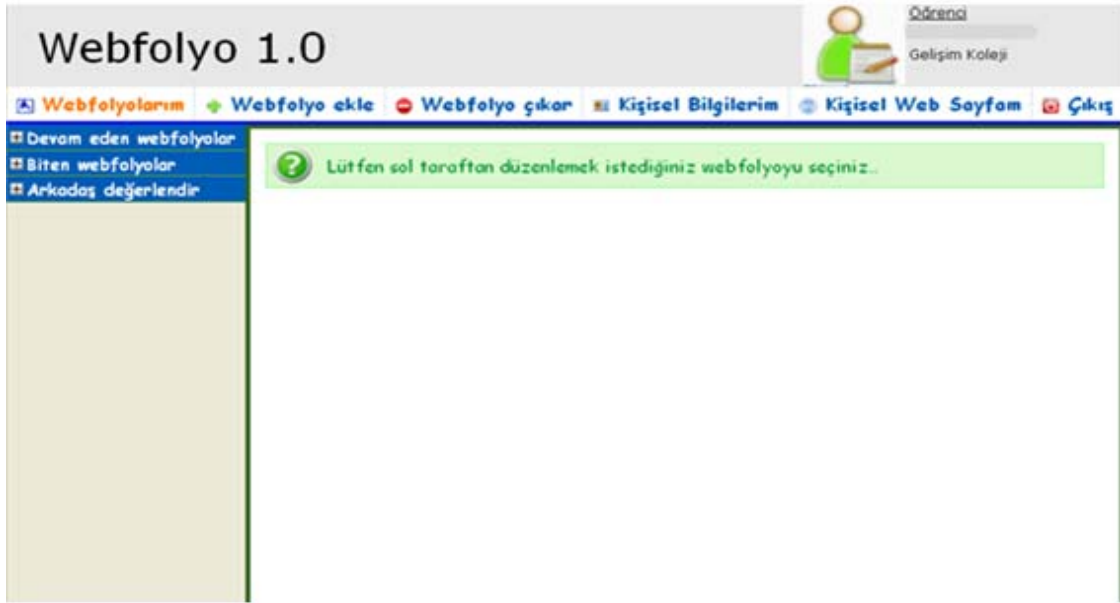 Webfolyo 1.0
Öğrenci
Gelişim Koleji
Webfolyolarım Webfolyo ekle Webfolyo çıkar Kişisel Bilgilerim Kişisel Web Sayfam Çıkış
Devam eden webfolyolar
Biten webfolyolar
Arkadaş değerlendir
Lütfen sol taraftan düzenlemek istediğiniz webfolyoyu seçiniz..